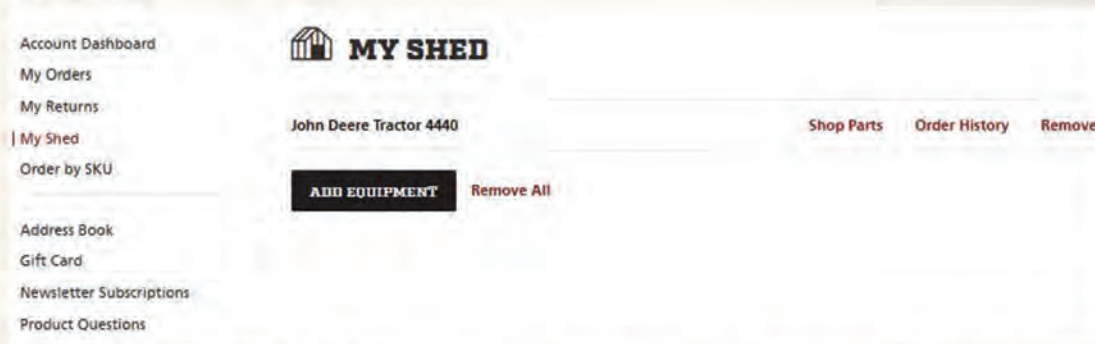 Account Dashboard
My Orders
My Returns
My Shed
Order by SKU
Address Book
Gift Card
Newsletter Subscriptions
Product Questions
MY SHED
John Deere Tractor 4440 Shop Parts Order History Remove
ADD EQUIPMENT Remove All